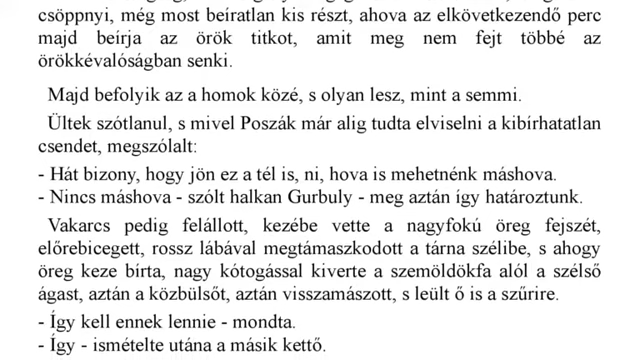 csöppnyi, még most beíratlan kis részt, ahova az elkövetkezendő perc
majd beírja az örök titkot, amit meg nem fejt többé az
örökkévalóságban senki.
Majd befolyik az a homok közé, s olyan lesz, mint a semmi.
Ültek szótlanul, s mivel Poszák már alig tudta elviselni a kibírhatatlan
csendet, megszólalt:
- Hát bizony, hogy jön ez a tél is, ni, hova is mehetnénk máshova.
- Nincs máshova - szólt halkan Gurbuly - meg aztán így határoztunk.
Vakarcs pedig felállott, kezébe vette a nagyfokú öreg fejszét,
előrebicegett, rossz lábával megtámaszkodott a tárna szélibe, s ahogy
öreg keze bírta, nagy kótogással kiverte a szemöldökfa alól a szélső
ágast, aztán a közbülsőt, aztán visszamászott, s leült ő is a szűrire.
- Így kell ennek lennie - mondta.
- Így - ismételte utána a másik kettő.